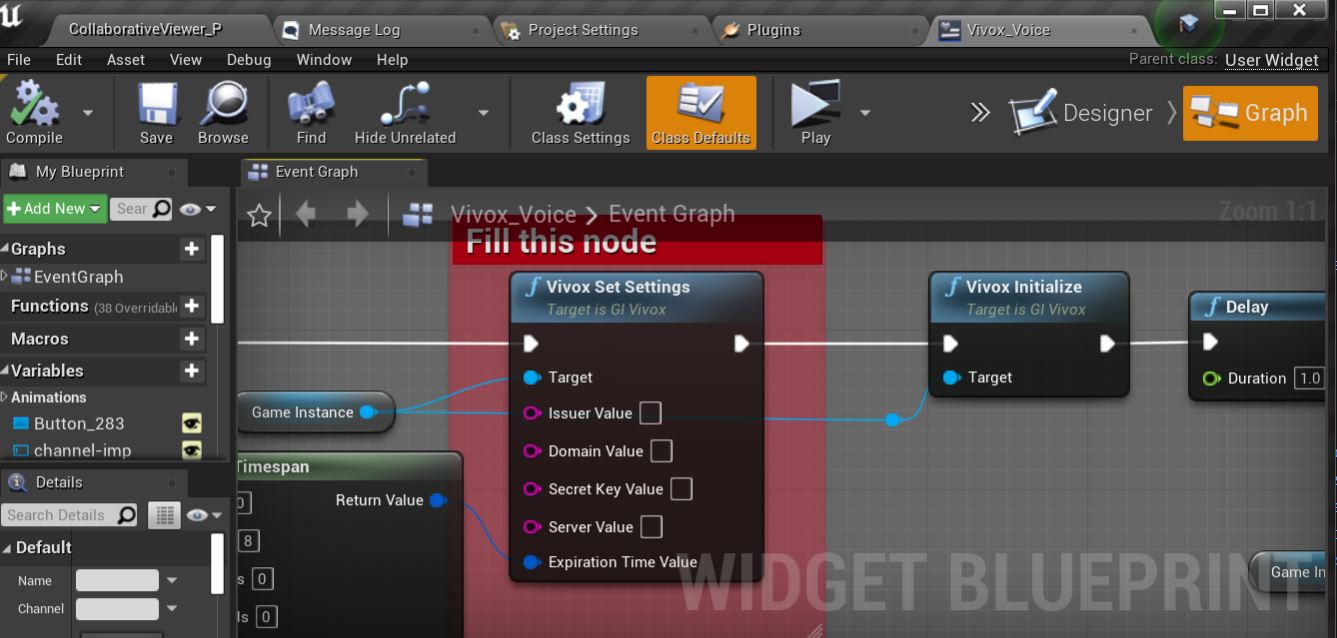 CollaborativeViewer_P
Message Log
Project Settings
Plugins
Vivox_Voice
File Edit Asset View Debug Window Help
Parent class: User Widget
Compile
Save
Browse
Find
Hide Unrelated
Class Settings
Class Defaults
Play
Designer
Graph
My Blueprint
Event Graph
Add New
Sear
Vivox_Voice > Event Graph
Zoom 1:1
Graphs
EventGraph
Functions (38 Overridabl
Macros
Variables
Animations
Button_283
channel-imp
Details
Search Details
Default
Name
Channel
Fill this node
Vivox Set Settings
Target is GI Vivox
Target
Issuer Value
Domain Value
Secret Key Value
Server Value
Expiration Time Value
Game Instance
Timespan
Return Value
0
8
s 0
ls 0
Vivox Initialize
Target is GI Vivox
Target
Delay
Duration 1.0
Game In
WIDGET BLUEPRINT